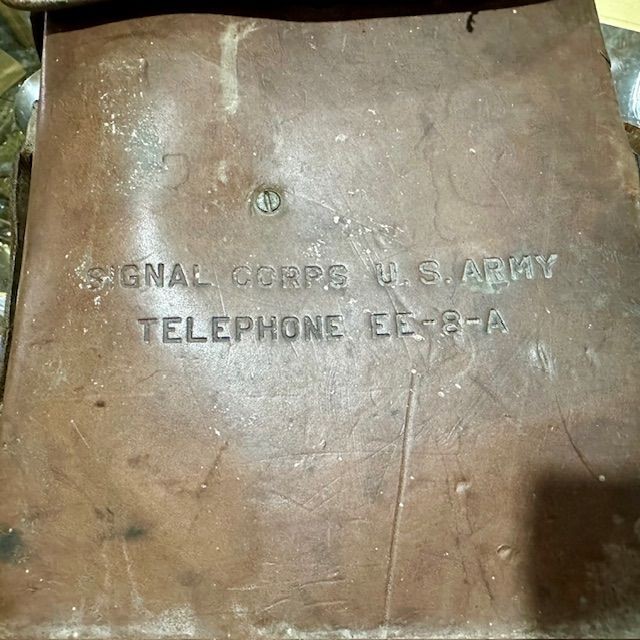 SIGNAL CORPS U.S. ARMY
TELEPHONE EE-8-A